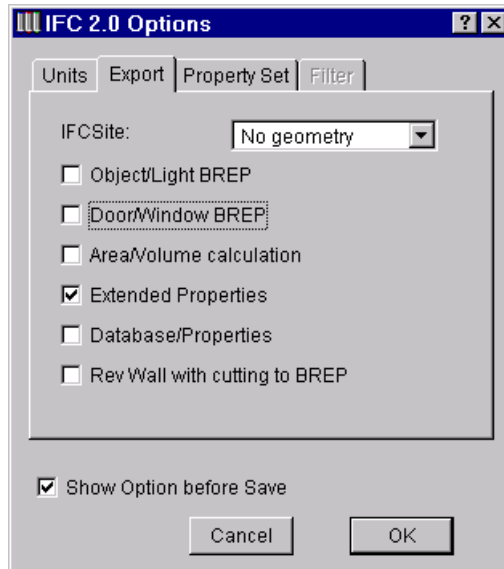 IFC 2.0 Options
Units Export Property Set Filter
IFCSite: No geometry
Object/Light BREP
Door/Window BREP
Area/Volume calculation
Extended Properties
Database/Properties
Rev Wall with cutting to BREP
Show Option before Save
Cancel OK